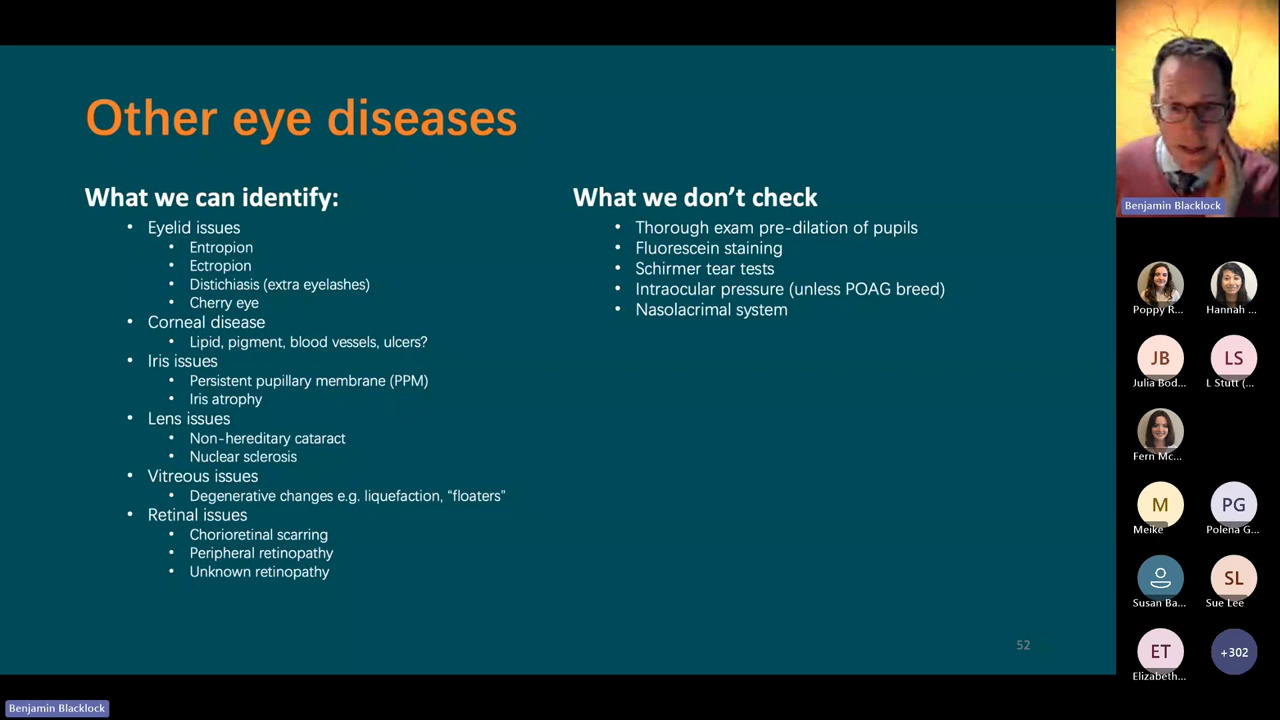 Other eye diseases
What we can identify:
Eyelid issues
Entropion
Ectropion
Distichiasis (extra eyelashes)
Cherry eye
Corneal disease
Lipid, pigment, blood vessels, ulcers?
Iris issues
Persistent pupillary membrane (PPM)
Iris atrophy
Lens issues
Non-hereditary cataract
Nuclear sclerosis
Vitreous issues
Degenerative changes e.g. liquefaction, “floaters”
Retinal issues
Chorioretinal scarring
Peripheral retinopathy
Unknown retinopathy
What we don’t check
Thorough exam pre-dilation of pupils
Fluorescein staining
Schirmer tear tests
Intraocular pressure (unless POAG breed)
Nasolacrimal system
52
Benjamin Blacklock
Poppy R...
Hannah ...
JB
Julia Bod...
LS
L Stutt (...
Fern Mc...
M
Meike
PG
Polena G...
Susan Ba...
SL
Sue Lee
ET
Elizabeth...
+302
Benjamin Blacklock